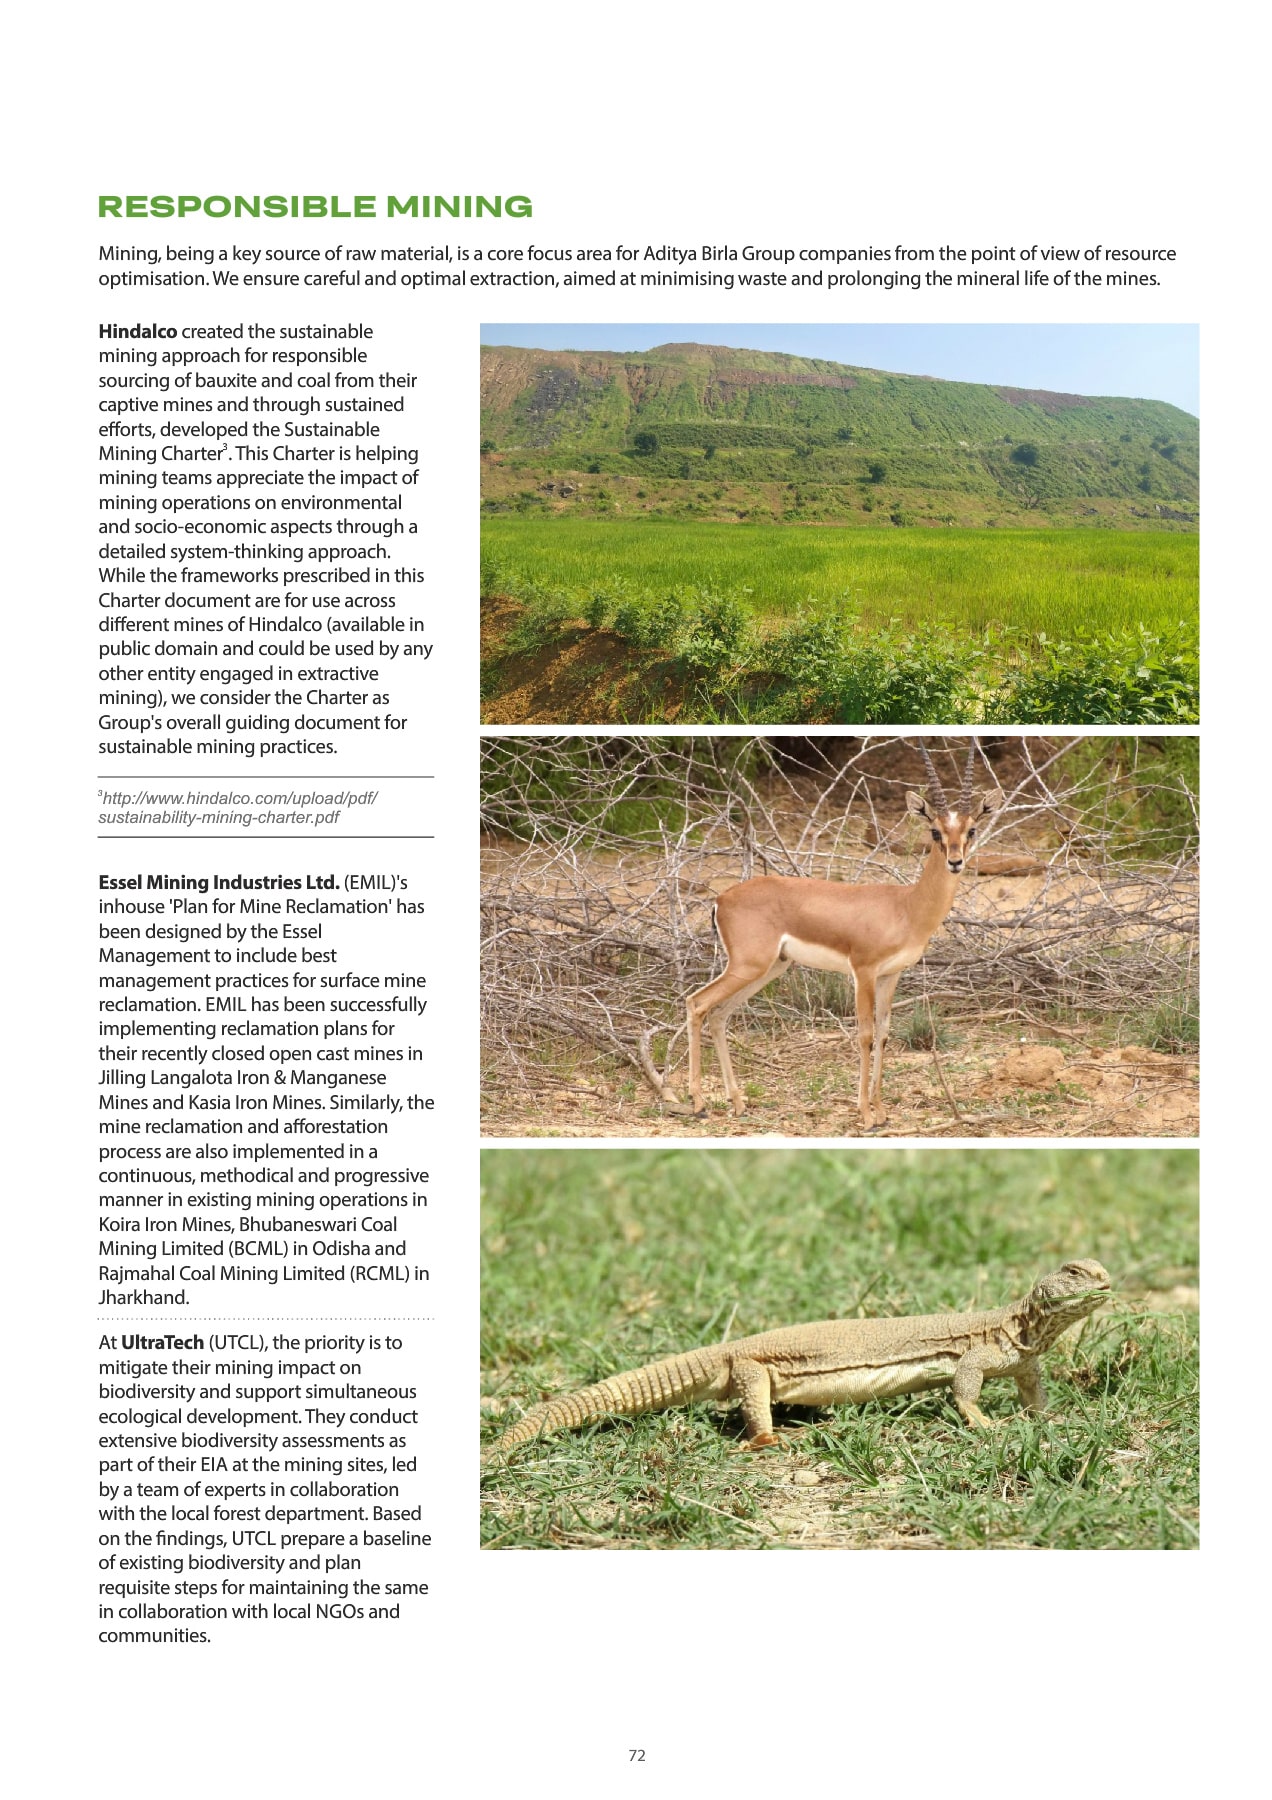 RESPONSIBLE MINING
Mining, being a key source of raw material, is a core focus area for Aditya Birla Group companies from the point of view of resource
optimisation. We ensure careful and optimal extraction, aimed at minimising waste and prolonging the mineral life of the mines.
Hindalco created the sustainable
mining approach for responsible
sourcing of bauxite and coal from their
captive mines and through sustained
efforts, developed the Sustainable
Mining Charter³. This Charter is helping
mining teams appreciate the impact of
mining operations on environmental
and socio-economic aspects through a
detailed system-thinking approach.
While the frameworks prescribed in this
Charter document are for use across
different mines of Hindalco (available in
public domain and could be used by any
other entity engaged in extractive
mining), we consider the Charter as
Group's overall guiding document for
sustainable mining practices.
³http://www.hindalco.com/upload/pdf/
sustainability-mining-charter.pdf
Essel Mining Industries Ltd. (EMIL)'s
inhouse 'Plan for Mine Reclamation' has
been designed by the Essel
Management to include best
management practices for surface mine
reclamation. EMIL has been successfully
implementing reclamation plans for
their recently closed open cast mines in
Jilling Langalota Iron & Manganese
Mines and Kasia Iron Mines. Similarly, the
mine reclamation and afforestation
process are also implemented in a
continuous, methodical and progressive
manner in existing mining operations in
Koira Iron Mines, Bhubaneswari Coal
Mining Limited (BCML) in Odisha and
Rajmahal Coal Mining Limited (RCML) in
Jharkhand.
At UltraTech (UTCL), the priority is to
mitigate their mining impact on
biodiversity and support simultaneous
ecological development. They conduct
extensive biodiversity assessments as
part of their EIA at the mining sites, led
by a team of experts in collaboration
with the local forest department. Based
on the findings, UTCL prepare a baseline
of existing biodiversity and plan
requisite steps for maintaining the same
in collaboration with local NGOs and
communities.
72